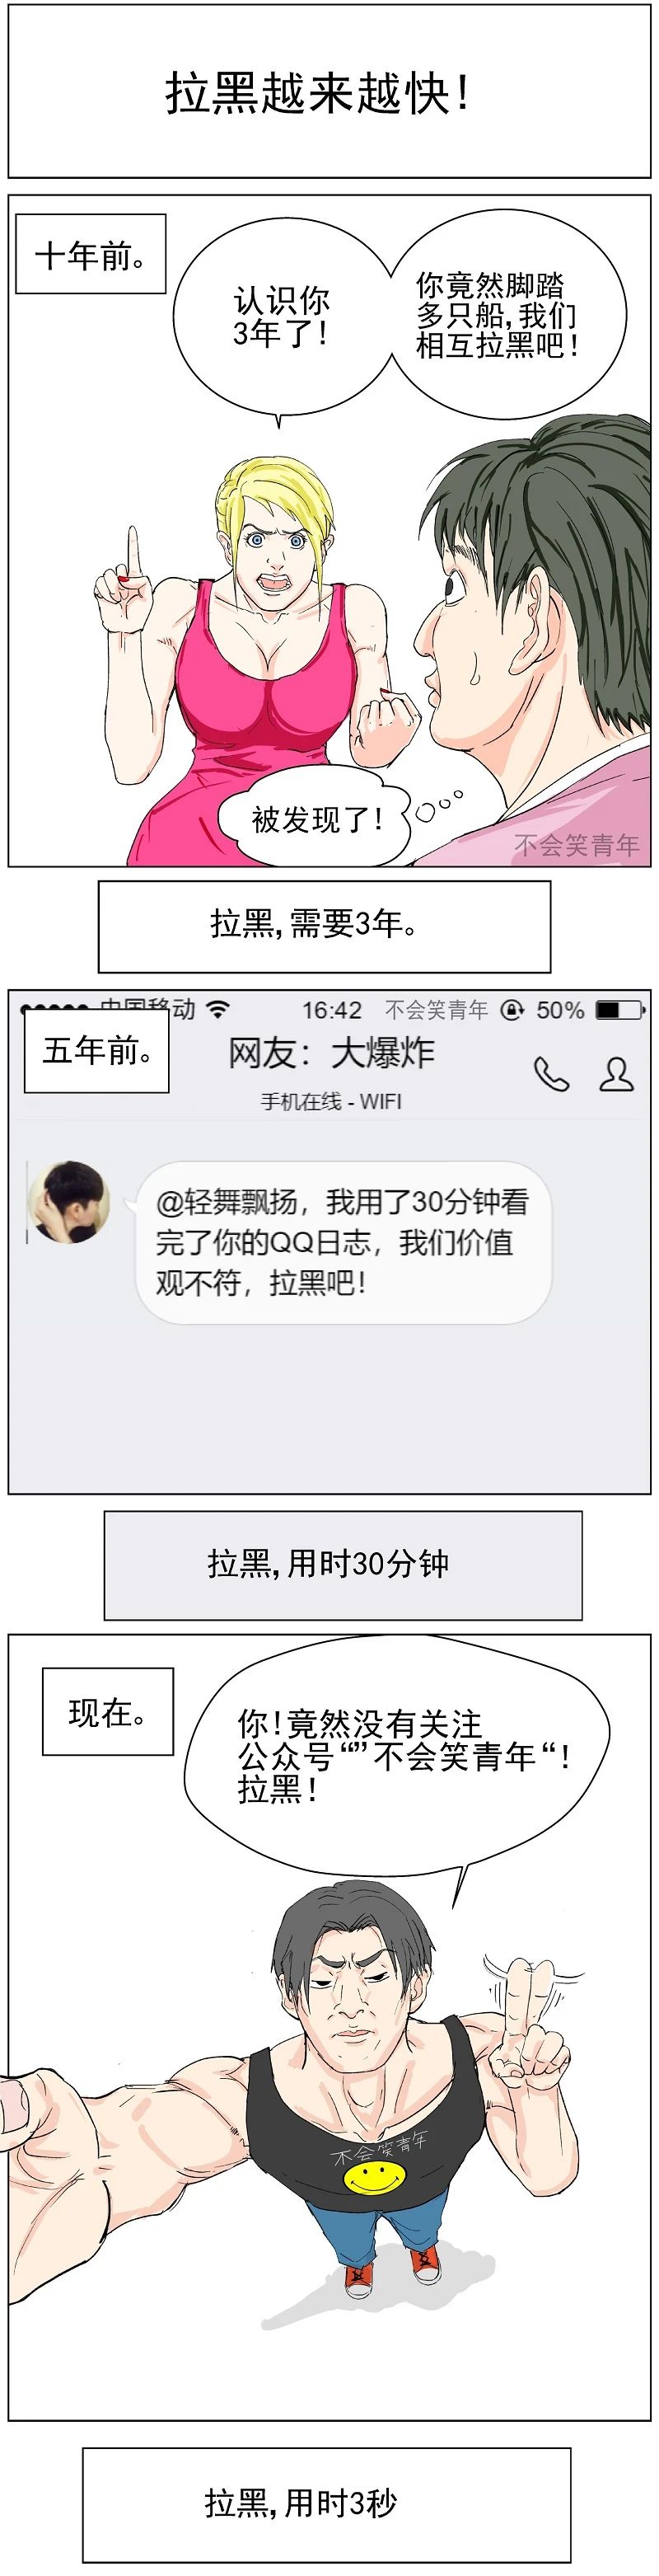 拉黑越来越快!
十年前。
认识你
3年了!
你竟然脚踏
多只船,我们
相互拉黑吧!
被发现了!
不会笑青年
拉黑,需要3年。
中国移动
16:42
不会笑青年
50%
五年前。
网友：大爆炸
手机在线 - WIFI
@轻舞飘扬，我用了30分钟看
完了你的QQ日志，我们价值
观不符，拉黑吧！
拉黑,用时30分钟
现在。
你!竟然没有关注
公众号“”不会笑青年“!
拉黑!
不会笑青年
拉黑,用时3秒